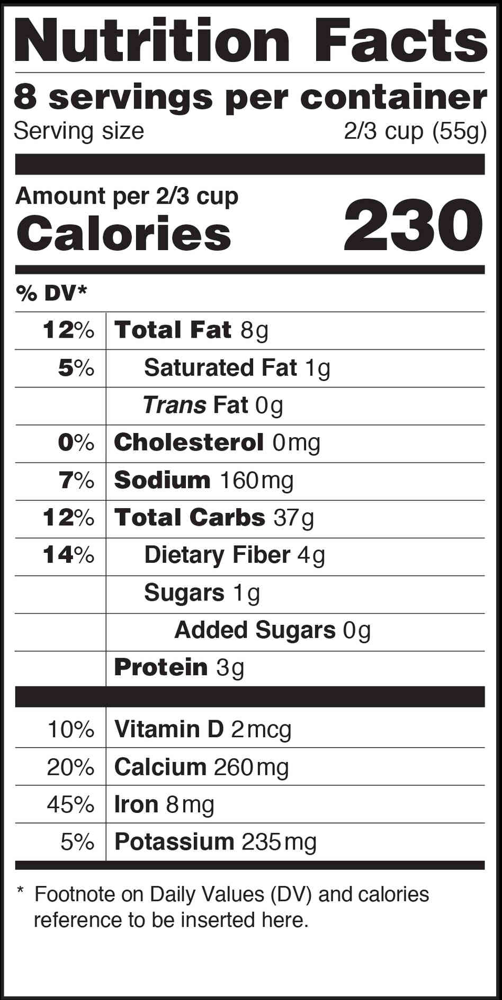 Nutrition Facts
8 servings per container
Serving size 2/3 cup (55g)
Amount per 2/3 cup
Calories 230
% DV*
12% Total Fat 8g
5% Saturated Fat 1g
Trans Fat 0g
0% Cholesterol 0mg
7% Sodium 160mg
12% Total Carbs 37g
14% Dietary Fiber 4g
Sugars 1g
Added Sugars 0g
Protein 3g
10% Vitamin D 2mcg
20% Calcium 260mg
45% Iron 8mg
5% Potassium 235mg
* Footnote on Daily Values (DV) and calories
reference to be inserted here.